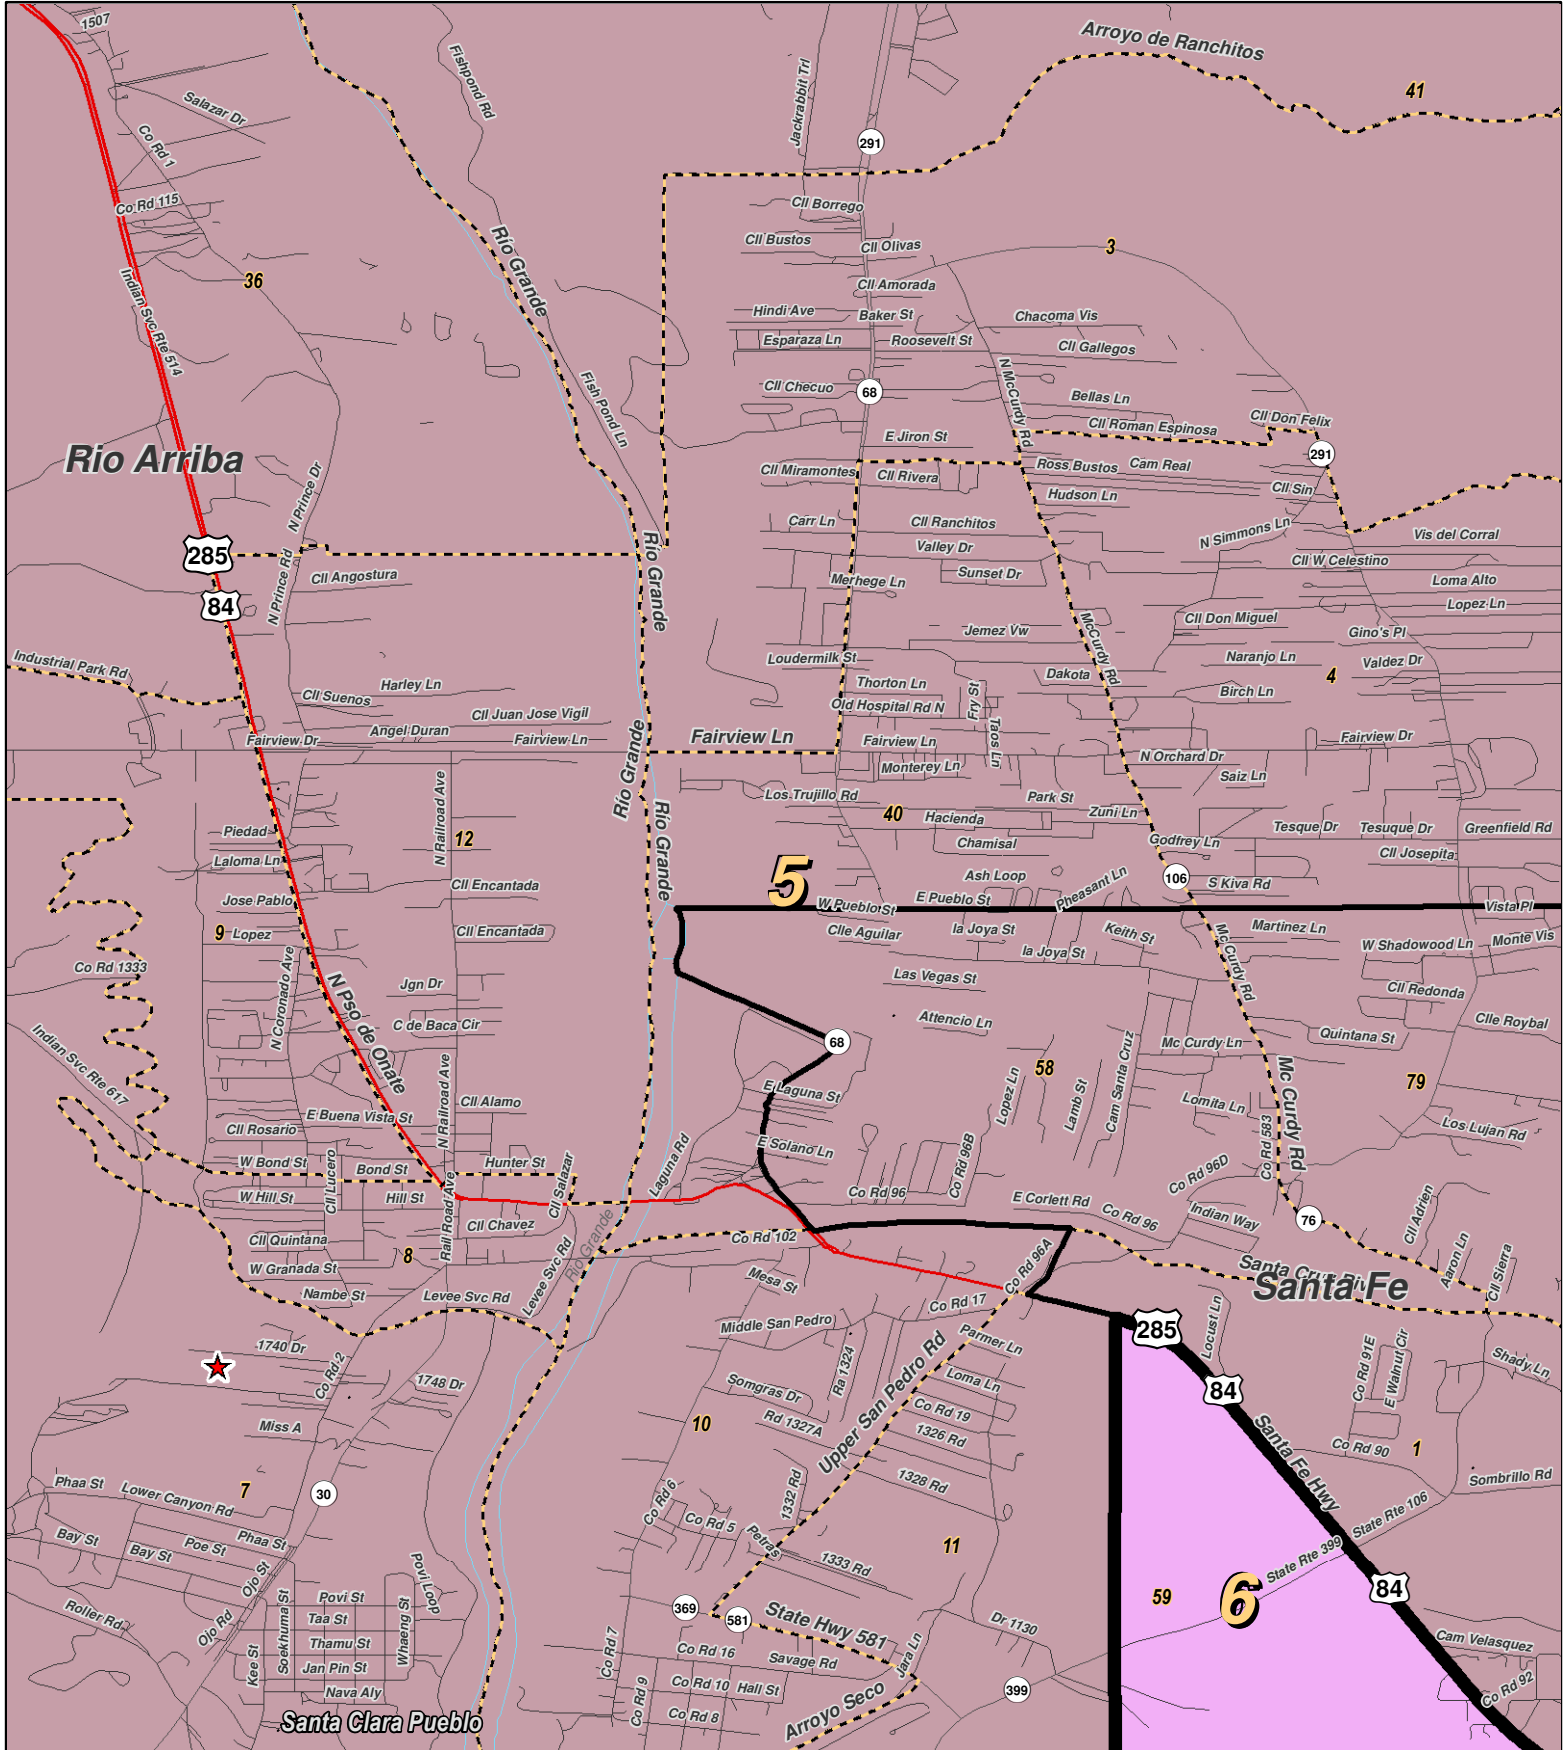 1507
Fishpond Rd
Jackrabbit Trl
Arroyo de Ranchitos
41
Salazar Dr
Co Rd 1
291
Co Rd 115
Cll Borrego
Rio Grande
Cll Bustos
Cll Olivas
3
36
Cll Amorada
Indian Svc Rte 514
Hindi Ave
Baker St
Chacoma Vis
Esparaza Ln
Roosevelt St
Cll Gallegos
N McCurdy Rd
Fish Pond Ln
Cll Checuo
68
Bellas Ln
Cll Roman Espinosa
Cll Don Felix
E Jiron St
291
Rio Arriba
Cll Miramontes
Cll Rivera
Ross Bustos
Cam Real
Cll Sin
N Prince Dr
Hudson Ln
Carr Ln
Cll Ranchitos
N Simmons Ln
Vis del Corral
285
Rio Grande
Valley Dr
Cll W Celestino
N Prince Rd
Cll Angostura
Merhege Ln
Sunset Dr
Loma Alto
84
Lopez Ln
Cll Don Miguel
Jemez Vw
McCurdy Rd
Gino's Pl
Industrial Park Rd
Loudermilk St
Naranjo Ln
Valdez Dr
Dakota
4
Harley Ln
Thorton Ln
Birch Ln
Cll Suenos
Old Hospital Rd N
Fry St
Cll Juan Jose Vigil
Taos Ln
Angel Duran
Rio Grande
Fairview Dr
Fairview Ln
Fairview Ln
Fairview Ln
Fairview Dr
N Orchard Dr
Monterey Ln
Saiz Ln
N Railroad Ave
Rio Grande
Los Trujillo Rd
Park St
Zuni Ln
40
Hacienda
Piedad
12
Tesque Dr
Tesuque Dr
Greenfield Rd
Chamisal
Godfrey Ln
Laloma Ln
Cll Josepita
5
Ash Loop
106
Cll Encantada
Pheasant Ln
S Kiva Rd
Jose Pablo
W Pueblo St
E Pueblo St
Vista Pl
9
Lopez
Cll Encantada
Clle Aguilar
la Joya St
Keith St
Martinez Ln
la Joya St
W Shadowood Ln
Monte Vis
Co Rd 1333
N Coronado Ave
N Pso de Onate
Jgn Dr
Las Vegas St
Mc Curdy Rd
Cll Redonda
C de Baca Cir
Attencio Ln
Clle Roybal
Indian Svc Rte 617
68
Mc Curdy Ln
Quintana St
58
Cam Santa Cruz
Mc Curdy Rd
79
N Railroad Ave
E Laguna St
Lopez Ln
Lamb St
Cll Alamo
Lomita Ln
E Buena Vista St
Cll Rosario
Los Lujan Rd
E Solano Ln
Co Rd 583
W Bond St
Bond St
Hunter St
Laguna Rd
Co Rd 96B
Co Rd 96D
Cll Lucero
Cll Salazar
W Hill St
Hill St
Co Rd 96
E Corlett Rd
Co Rd 96
Indian Way
76
Cll Adrien
Rail Road Ave
Cll Chavez
Cll Quintana
Co Rd 102
8
Levee Svc Rd
Rio Grande
Co Rd 96A
Santa Fe
Aaron Ln
Cll Sierra
W Granada St
Mesa St
Nambe St
Levee Svc Rd
Co Rd 17
Locust Ln
Middle San Pedro
285
1740 Dr
Parmer Ln
Upper San Pedro Rd
Co Rd 91E
E Walnut Cir
Shady Ln
Co Rd 2
1748 Dr
Somgras Dr
Ra 1324
Loma Ln
84
Miss A
10
Rd 1327A
Co Rd 19
1326 Rd
Santa Fe Hwy
Co Rd 90
1
Phaa St
Lower Canyon Rd
7
30
Co Rd 6
1332 Rd
1328 Rd
Sombrillo Rd
Bay St
Poe St
Phaa St
Co Rd 5
Petras
State Rte 106
Bay St
Ojo St
11
1333 Rd
State Rte 399
Povi Loop
Roller Rd
Povi St
59
6
84
Ojo Rd
Taa St
369
581
State Hwy 581
Dr 1130
Soekhuma St
Thamu St
Whaeng St
Co Rd 7
Co Rd 16
Savage Rd
Jara Ln
Cam Velasquez
Kee St
Jan Pin St
Co Rd 10
Hall St
Nava Aly
Co Rd 9
399
Co Rd 92
Santa Clara Pueblo
Co Rd 8
Arroyo Seco